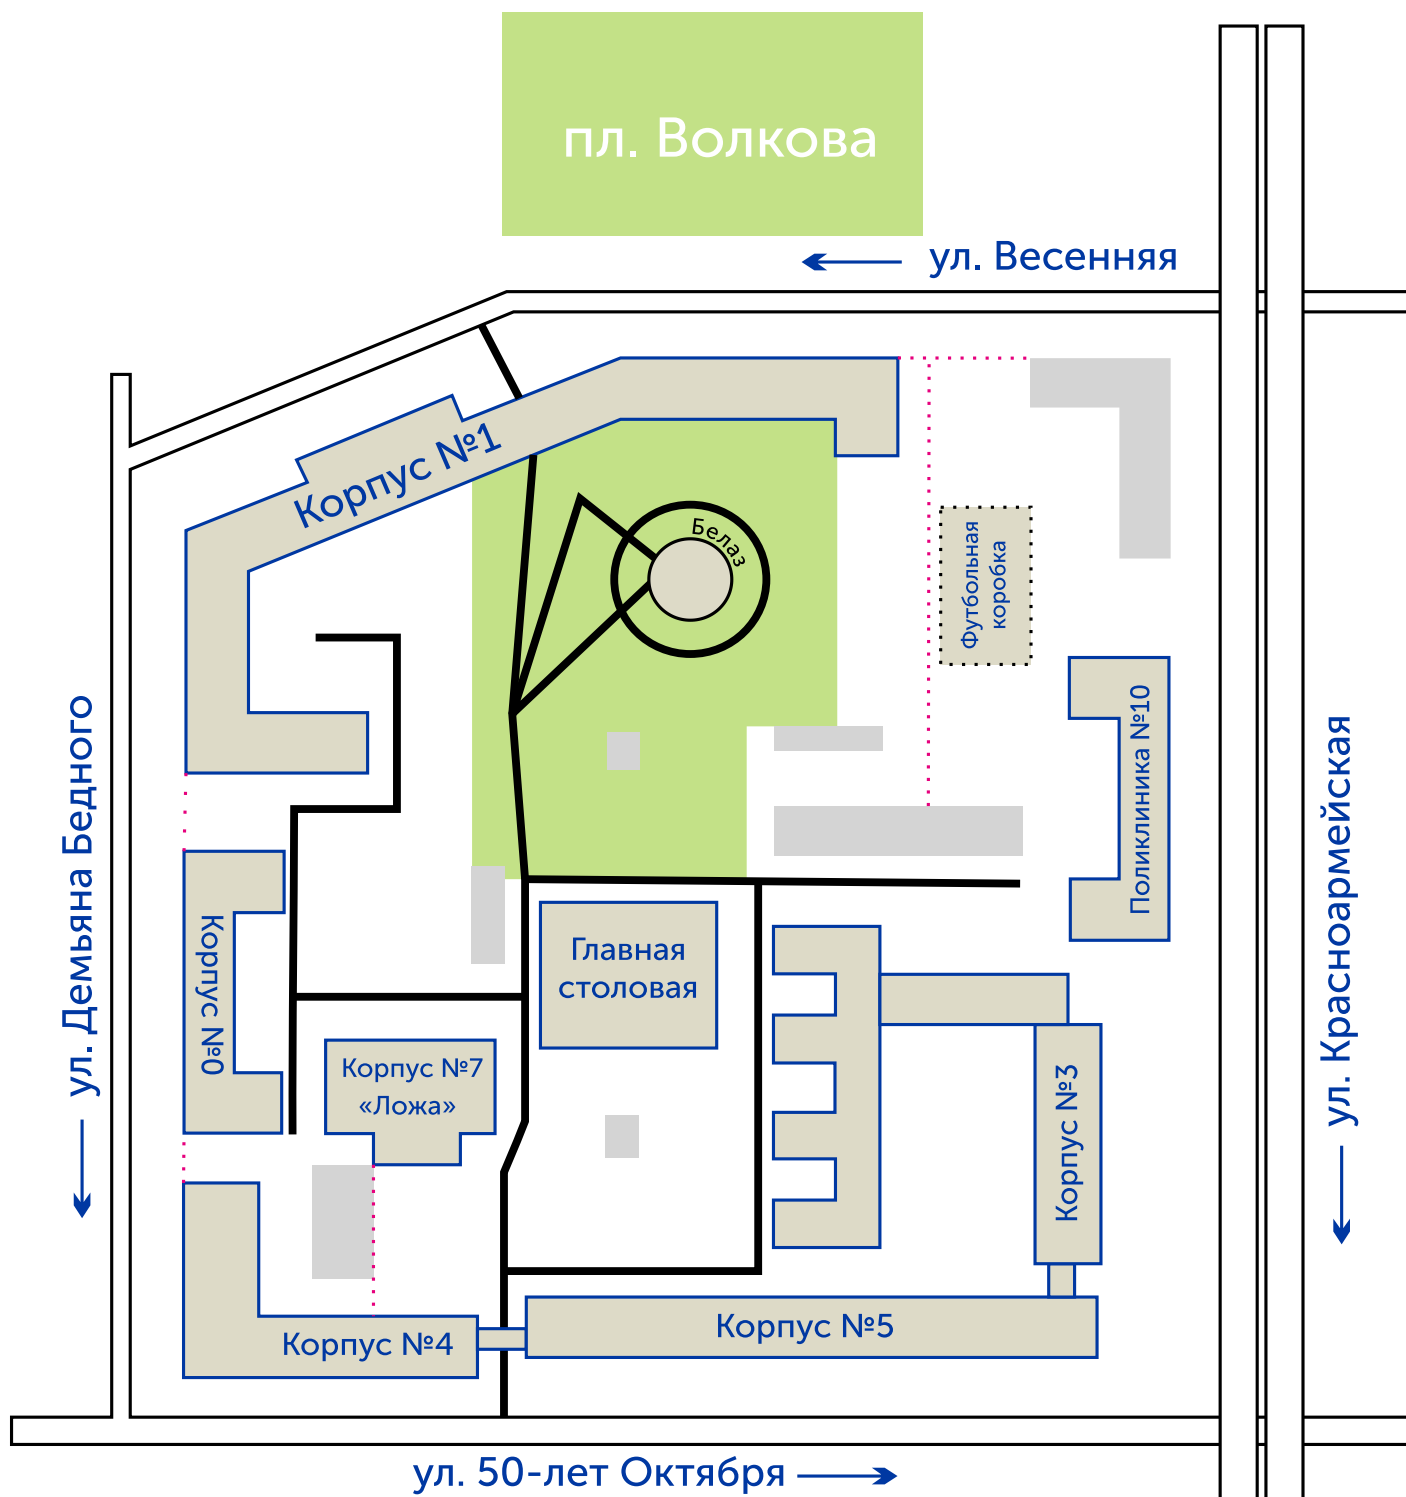 пл. Волкова
ул. Весенняя
Корпус №1
Белаз
Футбольная
коробка
Поликлиника №10
ул. Демьяна Бедного
ул. Красноармейская
Корпус №0
Главная
столовая
Корпус №7
«Ложа»
Корпус №3
Корпус №5
Корпус №4
ул. 50-лет Октября